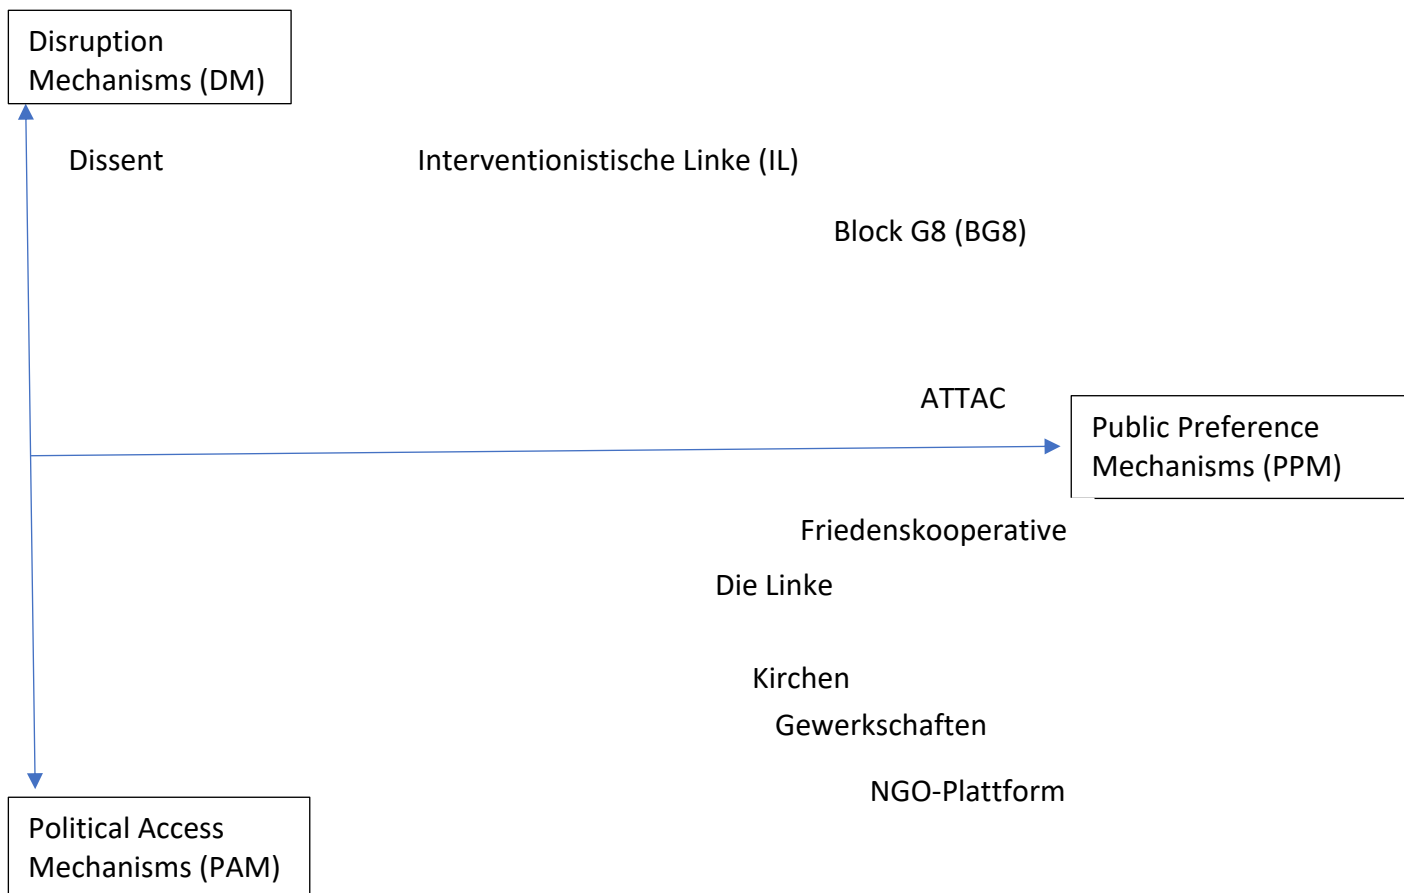 Disruption
Mechanisms (DM)
Dissent
Interventionistische Linke (IL)
Block G8 (BG8)
ATTAC
Public Preference
Mechanisms (PPM)
Friedenskooperative
Die Linke
Kirchen
Gewerkschaften
NGO-Plattform
Political Access
Mechanisms (PAM)